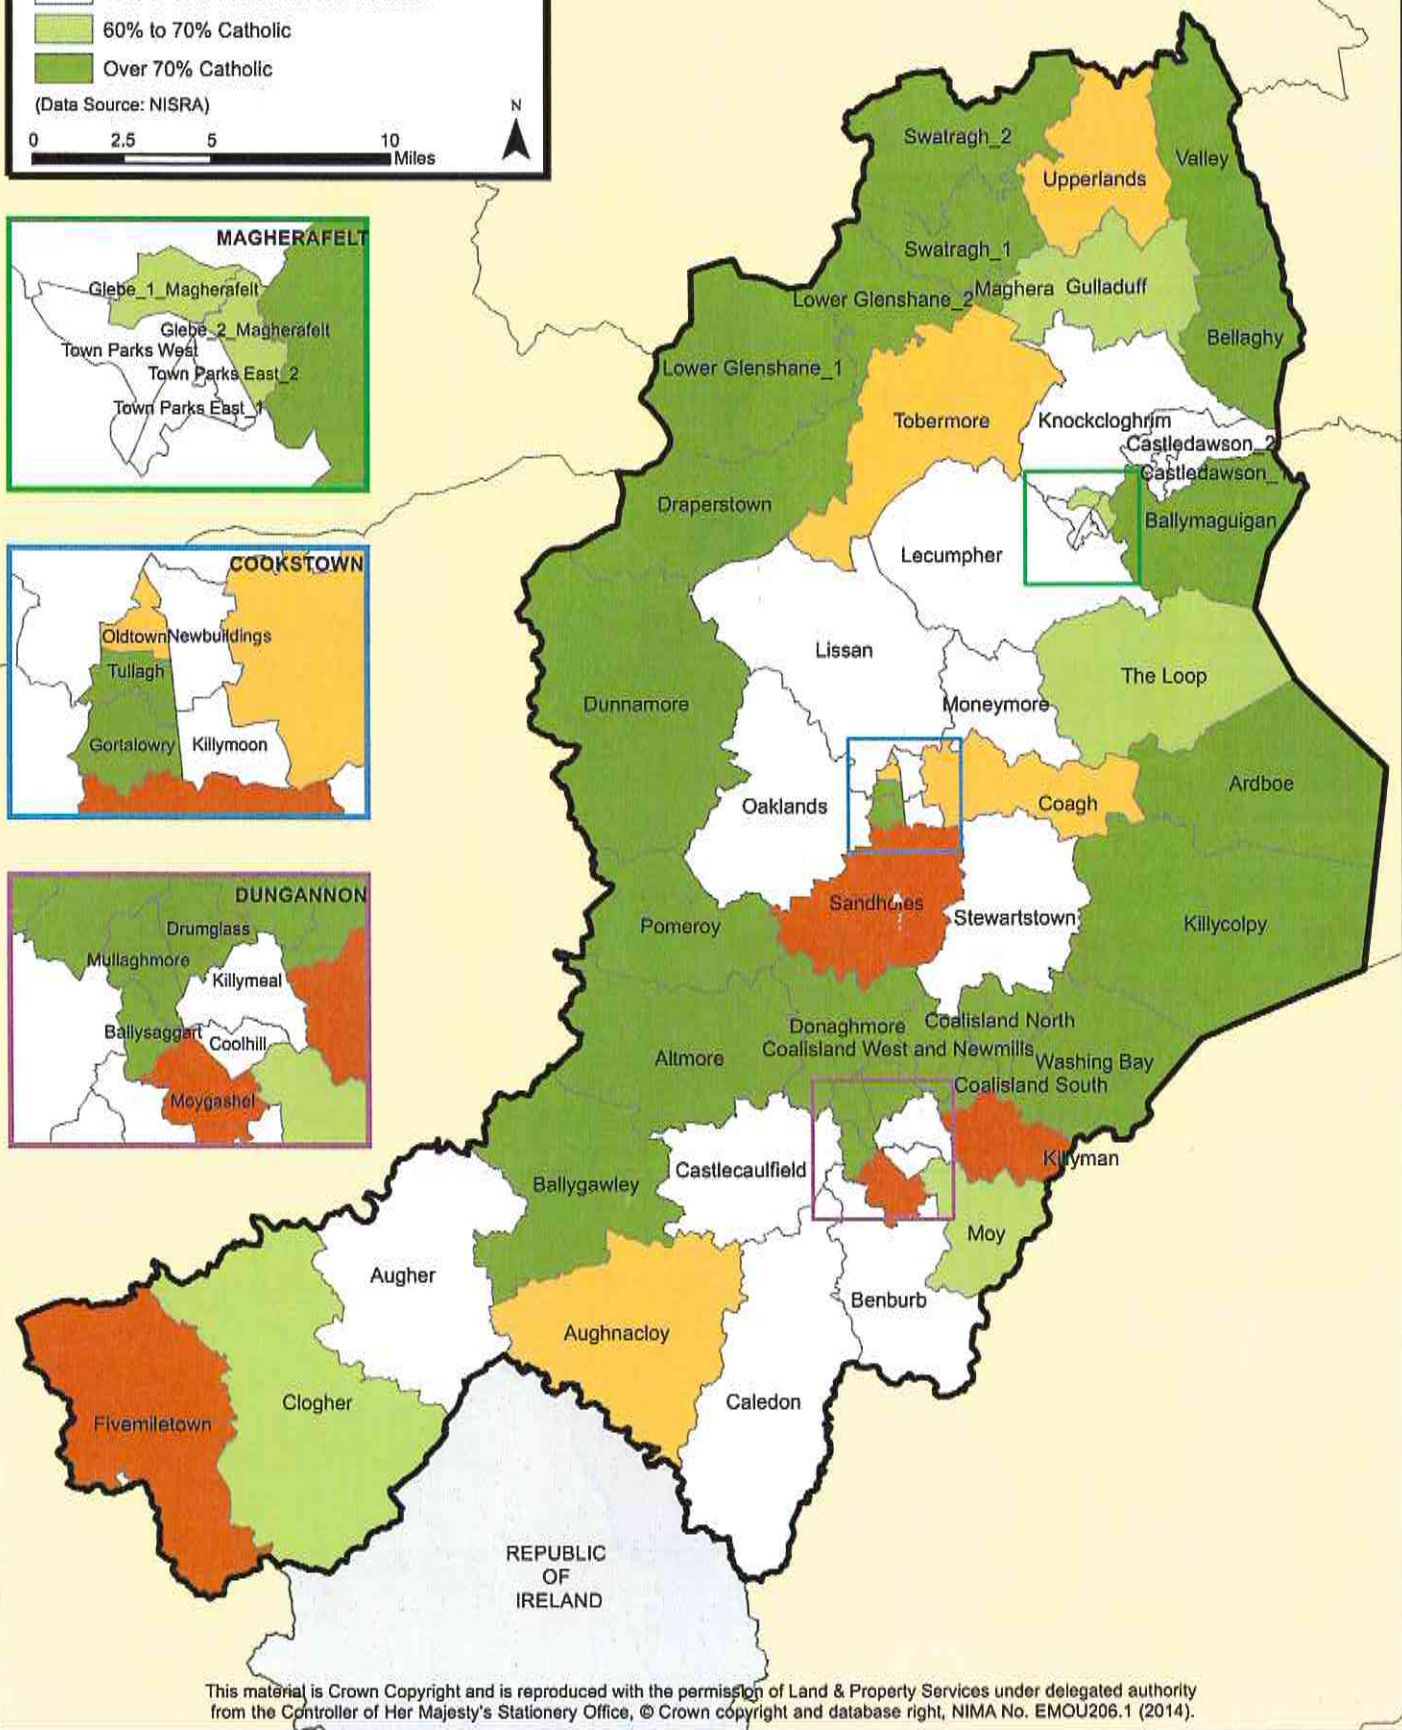 60% to 70% Catholic
Over 70% Catholic
(Data Source: NISRA)
N
0 2.5 5 10
Miles
MAGHERAFELT
Glebe_1_Magherafelt
Glebe_2_Magherafelt
Town Parks West
Town Parks East_2
Town Parks East_1
COOKSTOWN
Oldtown
Newbuildings
Tullagh
Gortalowry
Killymoon
DUNGANNON
Drumglass
Mullaghmore
Killymeal
Ballysaggart
Coolhill
Moygashel
Swatragh_2
Upperlands
Valley
Swatragh_1
Lower Glenshane_2
Maghera
Gulladuff
Bellaghy
Lower Glenshane_1
Tobermore
Knockcloghrim
Castledawson_2
Castledawson_1
Draperstown
Ballymaguigan
Lecumpher
Lissan
The Loop
Dunnamore
Moneymore
Ardboe
Oaklands
Coagh
Sandholes
Stewartstown
Pomeroy
Killycolpy
Donaghmore
Coalisland North
Coalisland West and Newmills
Altmore
Washing Bay
Coalisland South
Killyman
Castlecaulfield
Ballygawley
Moy
Augher
Benburb
Aughnacloy
Caledon
Clogher
Fivemiletown
REPUBLIC
OF
IRELAND
This material is Crown Copyright and is reproduced with the permission of Land & Property Services under delegated authority
from the Controller of Her Majesty's Stationery Office, © Crown copyright and database right, NIMA No. EMOU206.1 (2014).